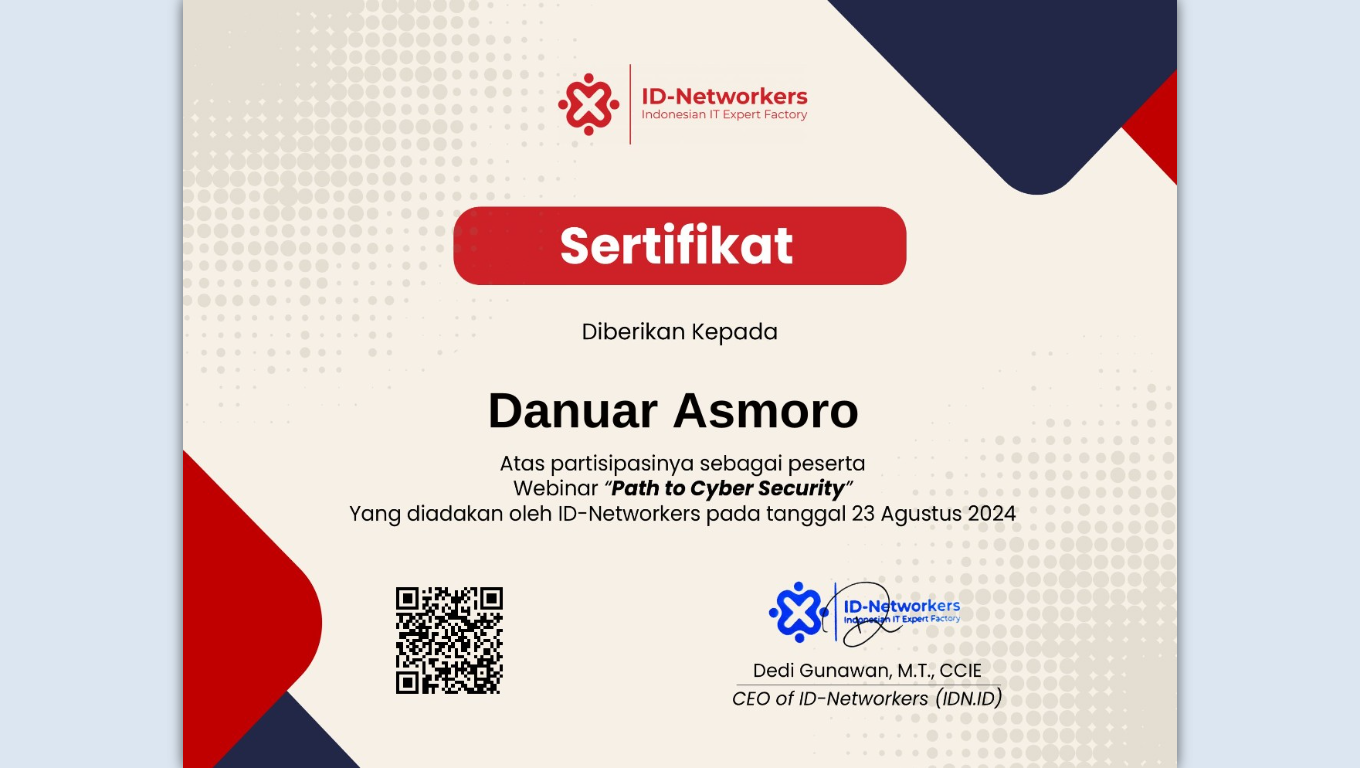 ID-Networkers
Indonesian IT Expert Factory
Sertifikat
Diberikan Kepada
Danuar Asmoro
Atas partisipasinya sebagai peserta
Webinar “Path to Cyber Security”
Yang diadakan oleh ID-Networkers pada tanggal 23 Agustus 2024
ID-Networkers
Indonesian IT Expert Factory
Dedi Gunawan, M.T., CCIE
CEO of ID-Networkers (IDN.ID)